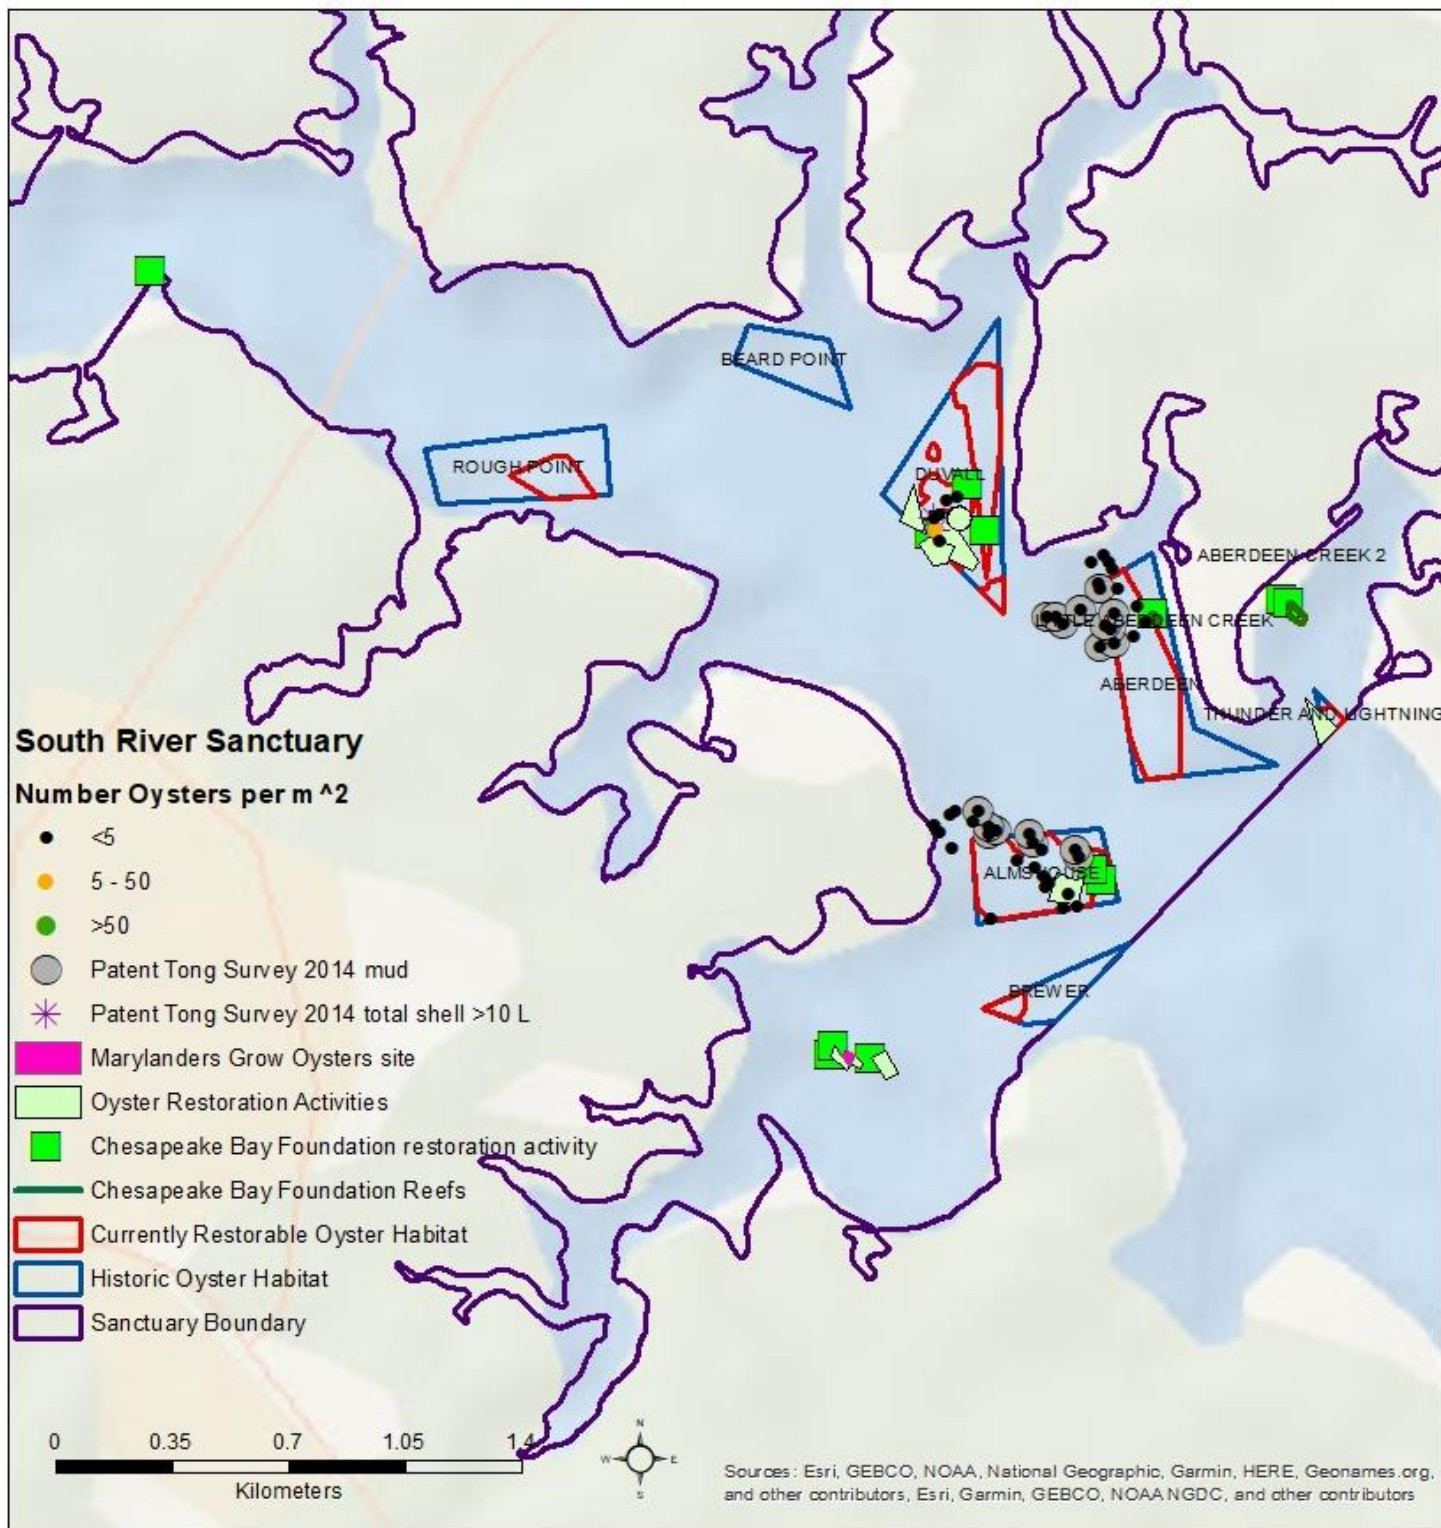 BEARD POINT
ROUGH POINT
DUVALL
ABERDEEN CREEK 2
LITTLE ABERDEEN CREEK
ABERDEEN
THUNDER AND LIGHTNING
South River Sanctuary
Number Oysters per m ^2
<5
5 - 50
>50
Patent Tong Survey 2014 mud
Patent Tong Survey 2014 total shell >10 L
Marylanders Grow Oysters site
Oyster Restoration Activities
Chesapeake Bay Foundation restoration activity
Chesapeake Bay Foundation Reefs
Currently Restorable Oyster Habitat
Historic Oyster Habitat
Sanctuary Boundary
ALMSHOUSE
BREWER
0 0.35 0.7 1.05 1.4
Kilometers
N
W E
S
Sources: Esri, GEBCO, NOAA, National Geographic, Garmin, HERE, Geonames.org,
and other contributors, Esri, Garmin, GEBCO, NOAA NGDC, and other contributors